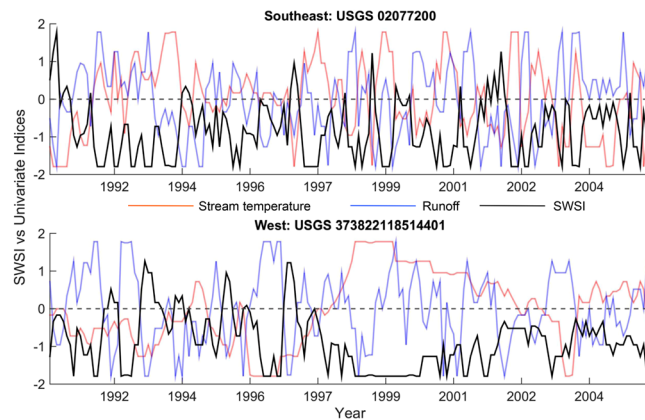 Southeast: USGS 02077200
2
1
0
-1
-2
1992 1994 1996 1997 1999 2001 2002 2004
Stream temperature Runoff SWSI
West: USGS 373822118514401
2
1
0
-1
-2
1992 1994 1996 1997 1999 2001 2002 2004
Year
SWSI vs Univariate Indices